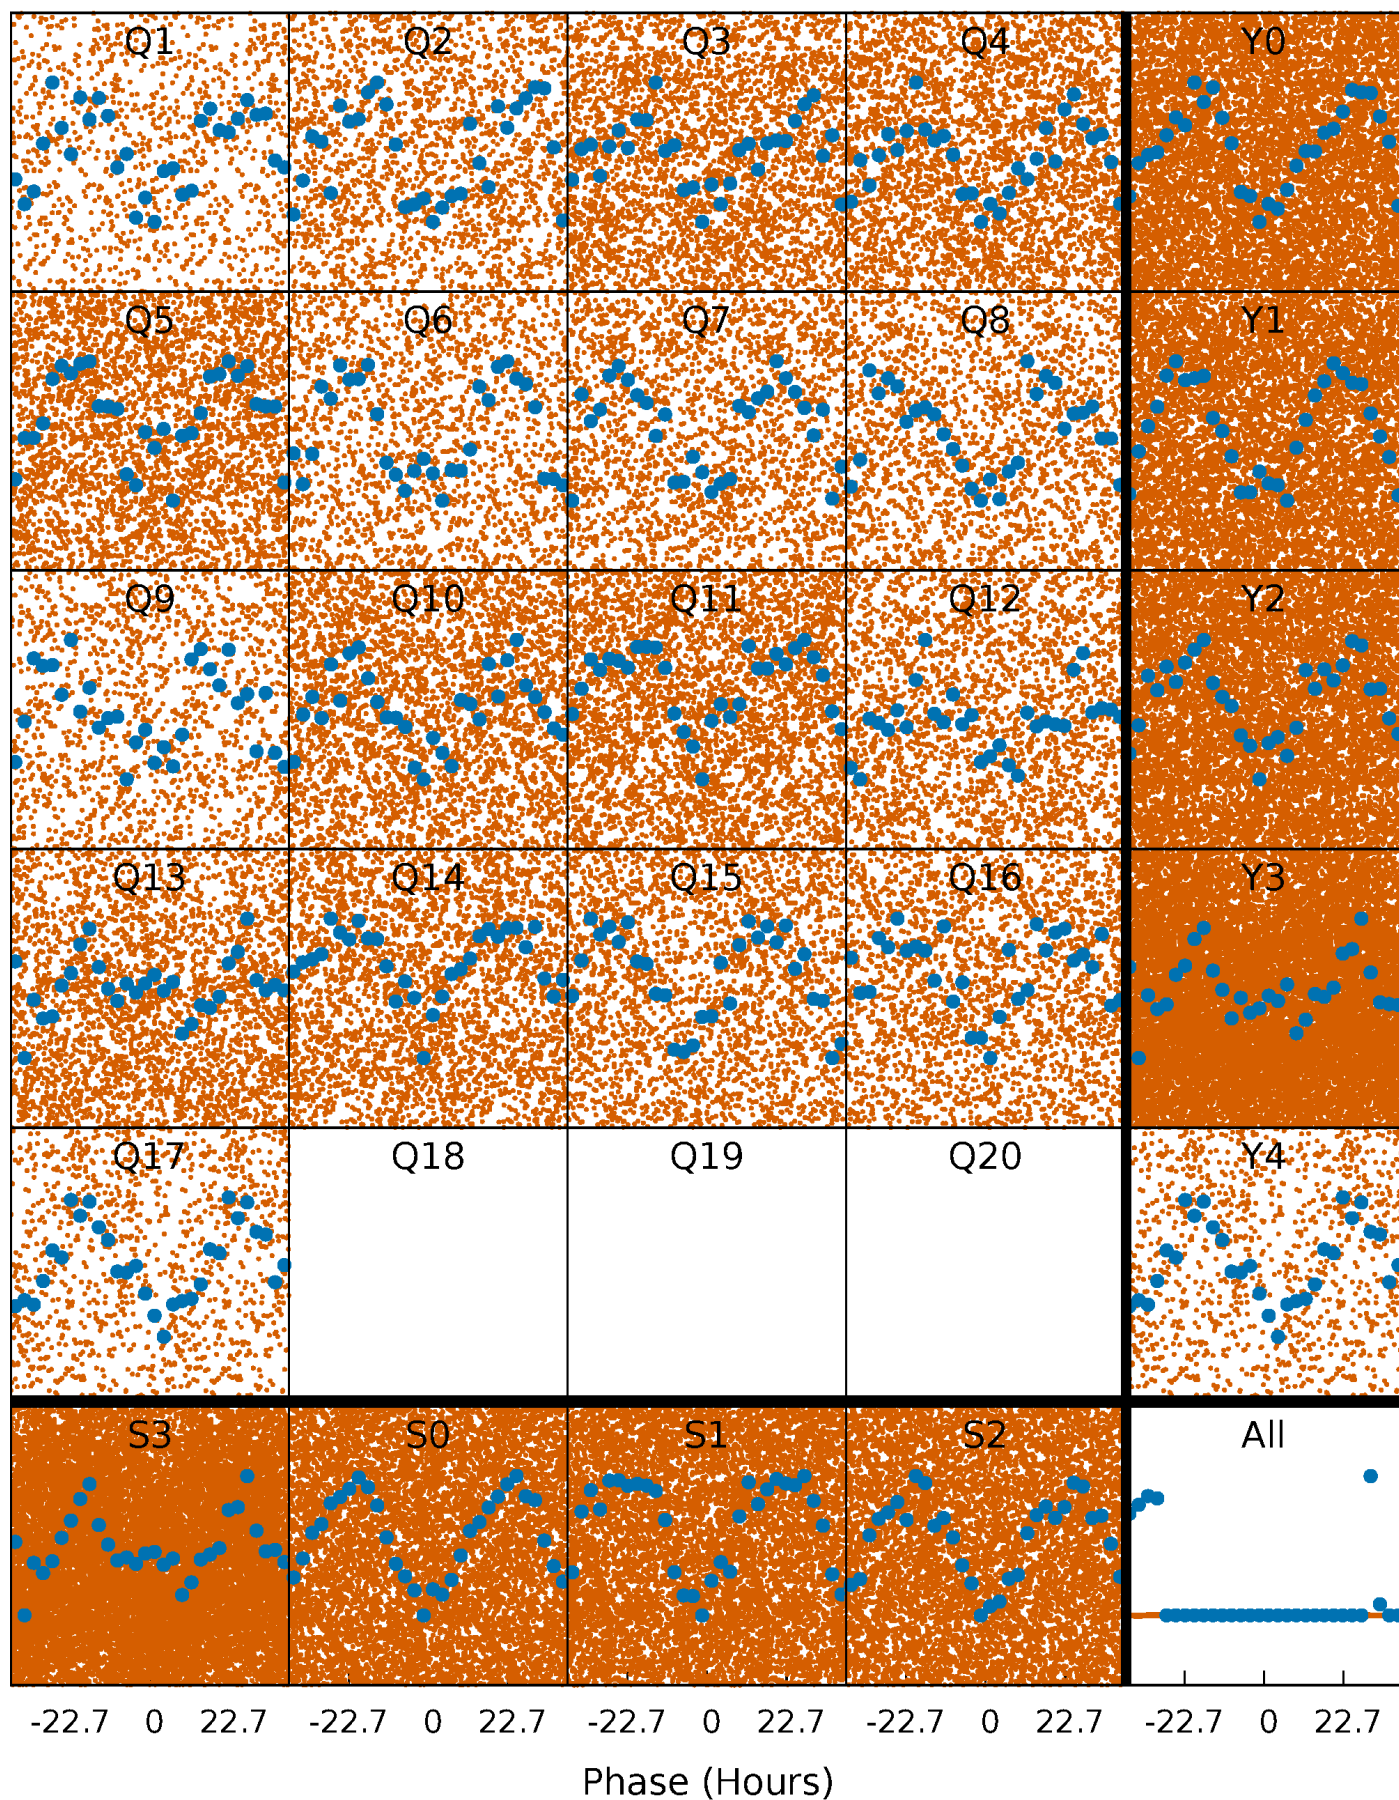 Q1 Q2 Q3 Q4 Y0
Q5 Q6 Q7 Q8 Y1
Q9 Q10 Q11 Q12 Y2
Q13 Q14 Q15 Q16 Y3
Q17 Q18 Q19 Q20 Y4
S3 S0 S1 S2 All
-22.7 0 22.7 -22.7 0 22.7 -22.7 0 22.7 -22.7 0 22.7 -22.7 0 22.7
Phase (Hours)